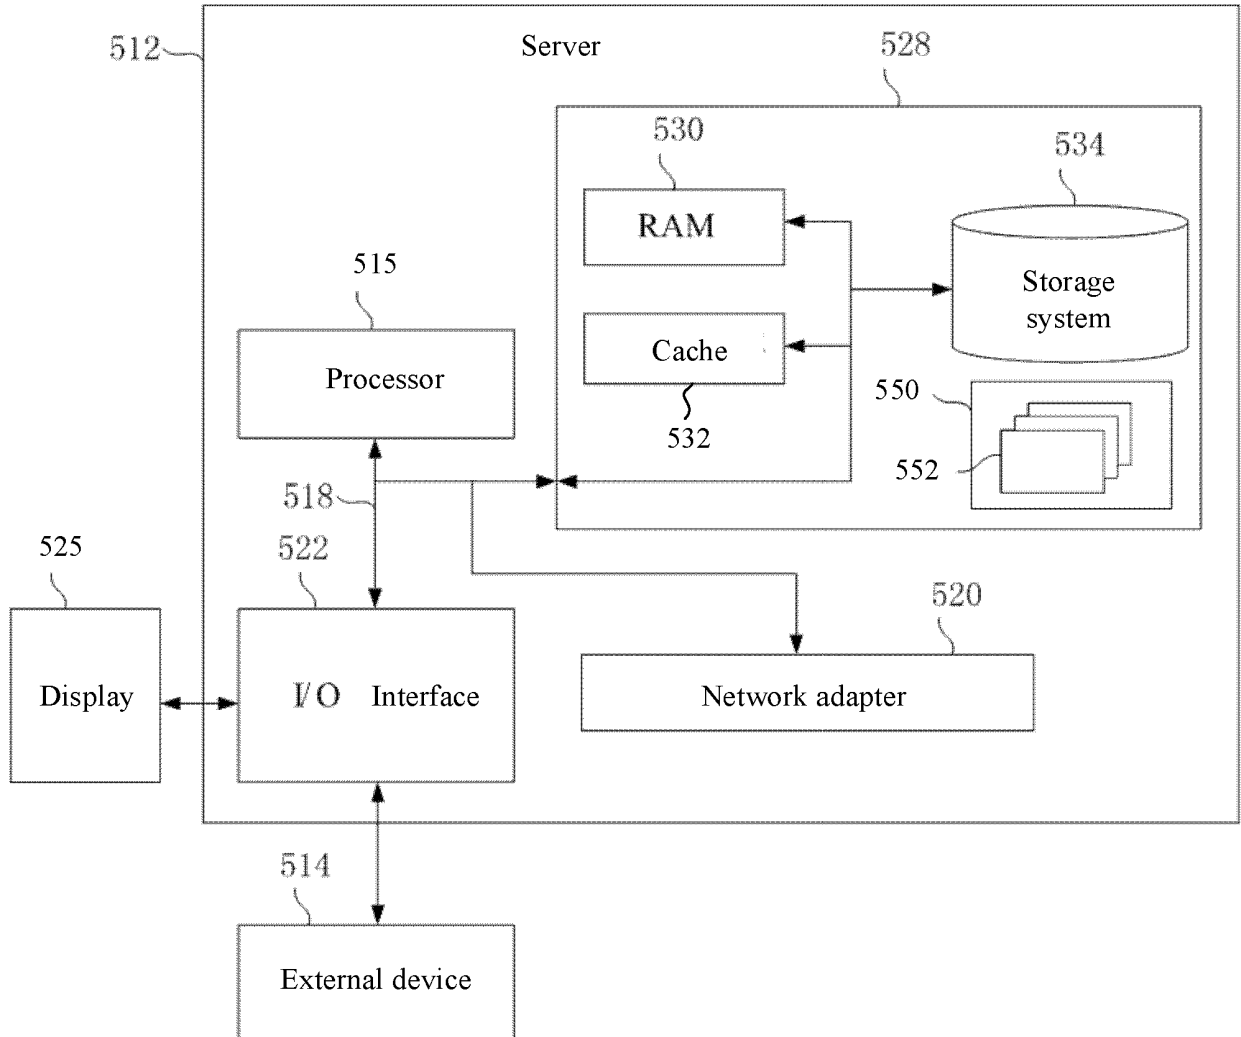 512
Server
528
530
534
RAM
515
Storage
system
Cache
Processor
550
532
552
518
525
522
520
Display
I/O Interface
Network adapter
514
External device